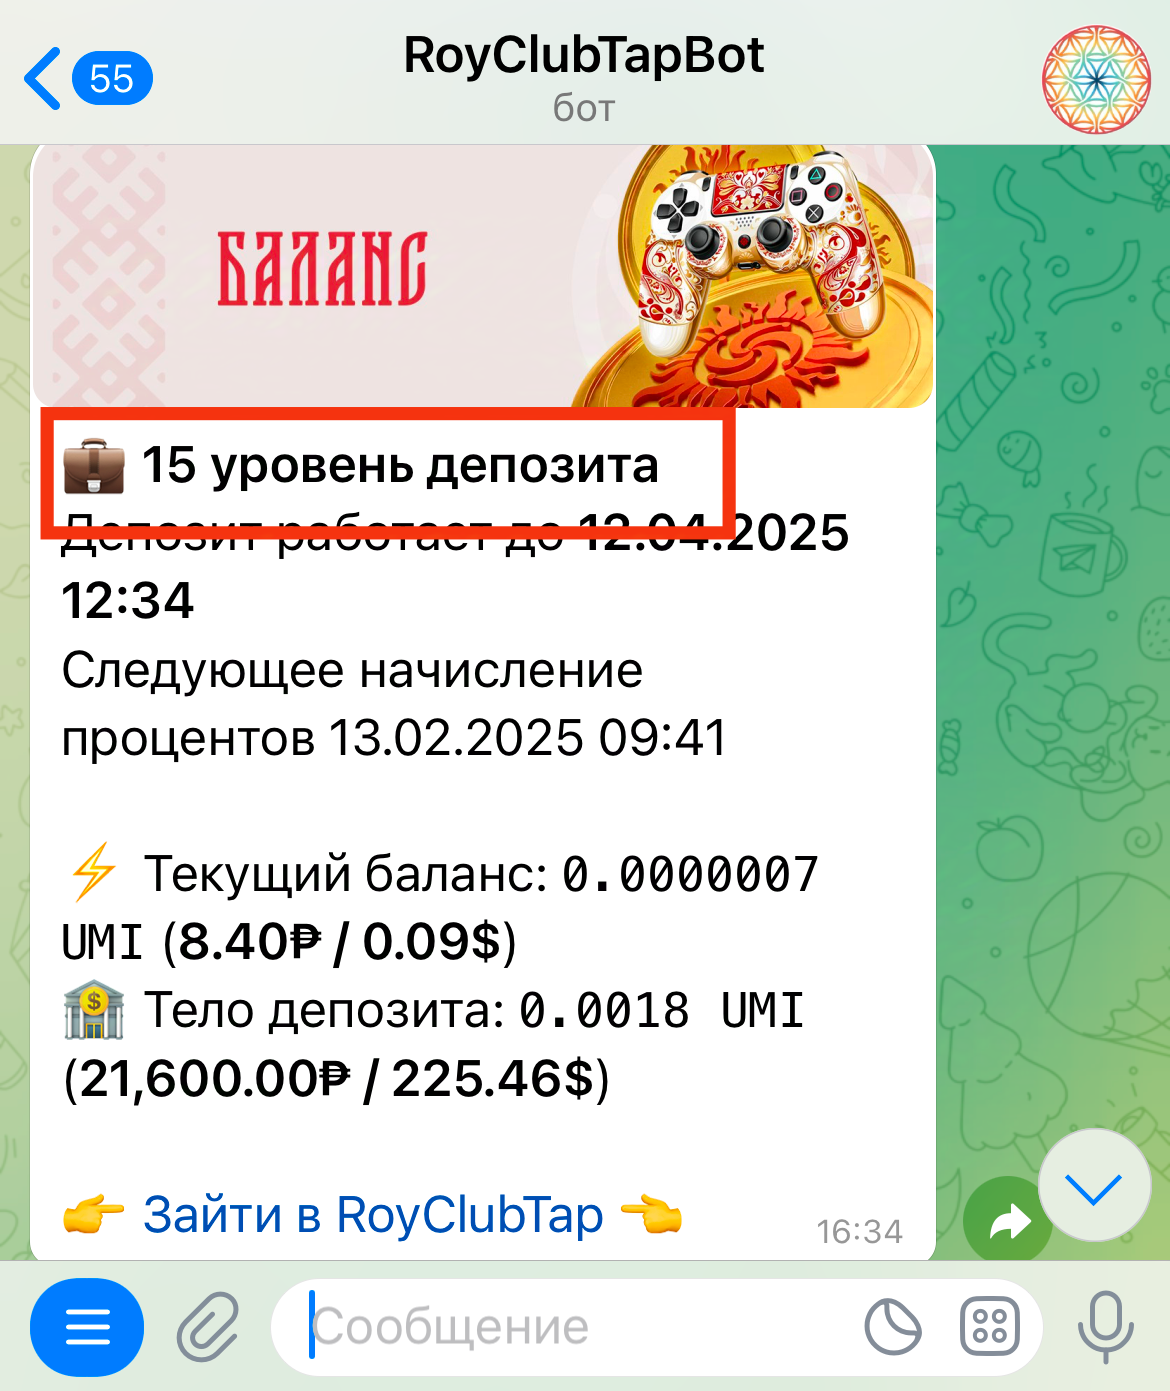 RoyClubTapBot
55
бот
БАЛАНС
15 уровень депозита
Депозит работает до 12.04.2025
12:34
Следующее начисление
процентов 13.02.2025 09:41
Текущий баланс: 0.0000007
UMI (8.40₱ / 0.09$)
Тело депозита: 0.0018 UMI
(21,600.00₱ / 225.46$)
👉 Зайти в RoyClubTap 👈
16:34
Сообщение